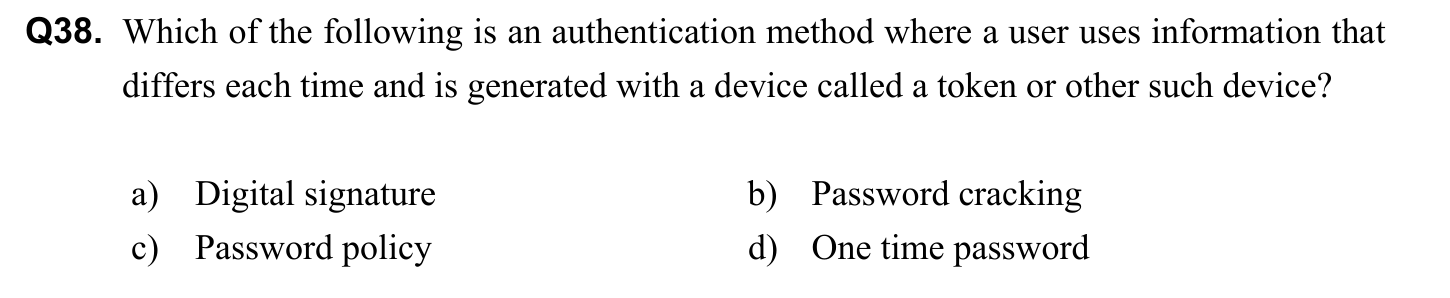 Q38. Which of the following is an authentication method where a user uses information that
differs each time and is generated with a device called a token or other such device?
a) Digital signature b) Password cracking
c) Password policy d) One time password